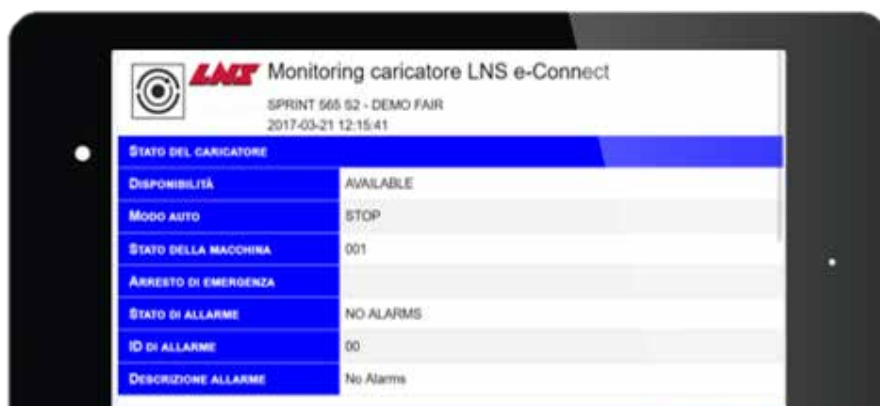 LNS Monitoring caricatore LNS e-Connect
SPRINT 565 S2 - DEMO FAIR
2017-03-21 12:15:41
STATO DEL CARICATORE
DISPONIBILITÀ AVAILABLE
MODO AUTO STOP
STATO DELLA MACCHINA 001
ARRESTO DI EMERGENZA
STATO DI ALLARME NO ALARMS
ID DI ALLARME 00
DESCRIZIONE ALLARME No Alarms